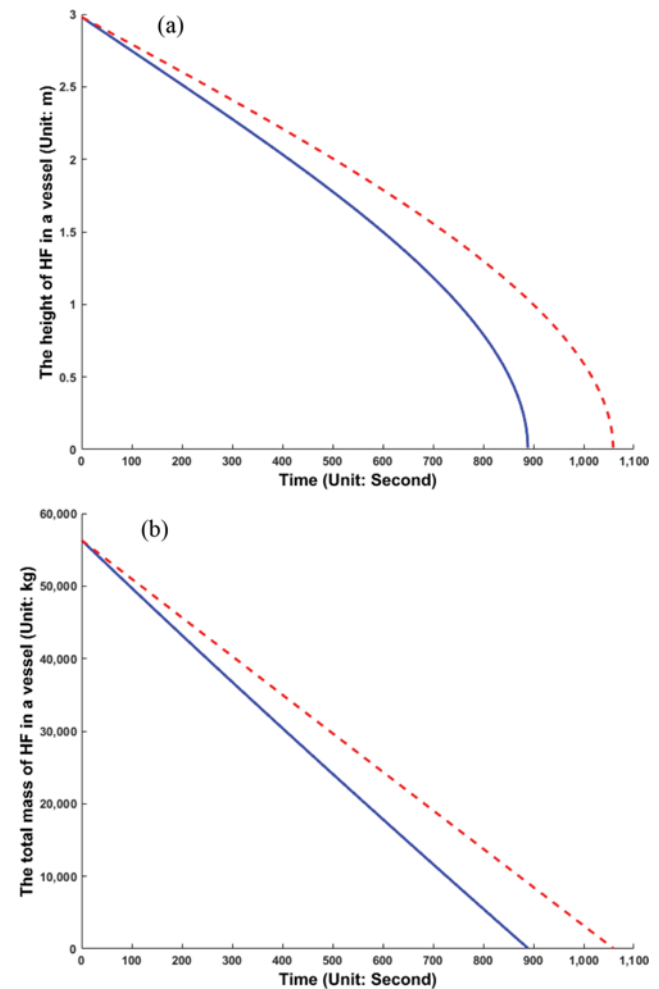 (a)
The height of HF in a vessel (Unit: m)
3
2.5
2
1.5
1
0.5
0
0 100 200 300 400 500 600 700 800 900 1,000 1,100
Time (Unit: Second)
(b)
The total mass of HF in a vessel (Unit: kg)
60,000
50,000
40,000
30,000
20,000
10,000
0
0 100 200 300 400 500 600 700 800 900 1,000 1,100
Time (Unit: Second)